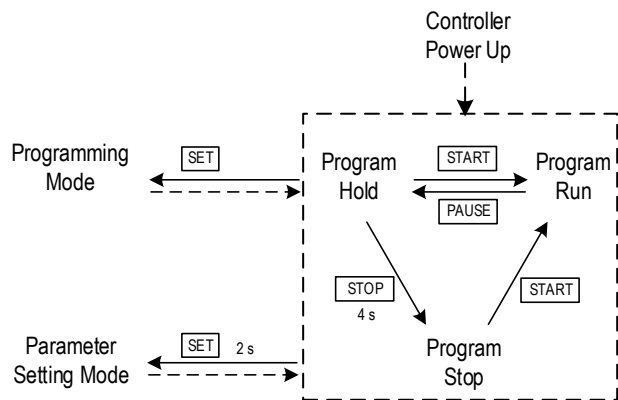 Controller
Power Up
Programming
Mode
SET
Program
Hold
START
PAUSE
Program
Run
STOP
4 s
START
Parameter
Setting Mode
SET 2 s
Program
Stop